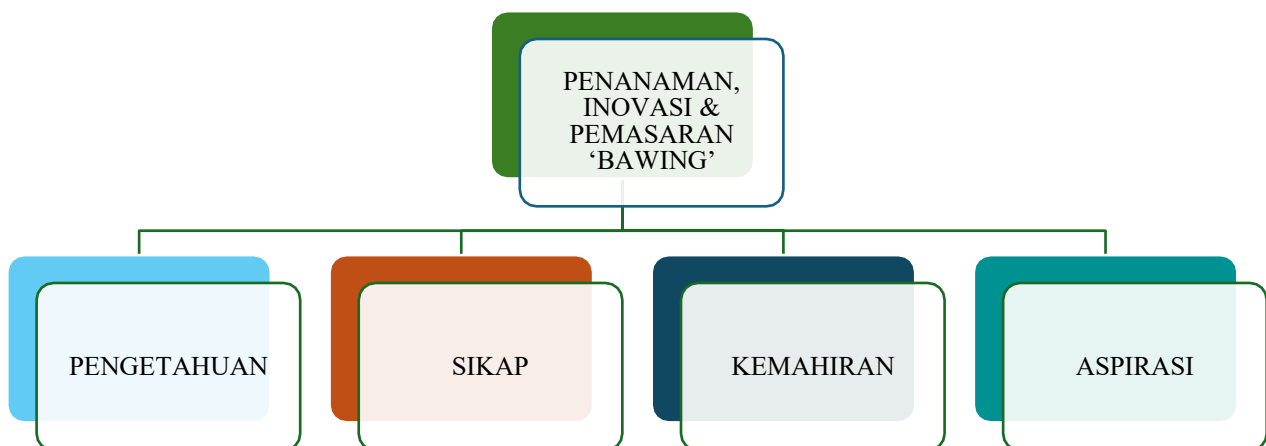 PENANAMAN,
INOVASI &
PEMASARAN
‘BAWING’
PENGETAHUAN
SIKAP
KEMAHIRAN
ASPIRASI